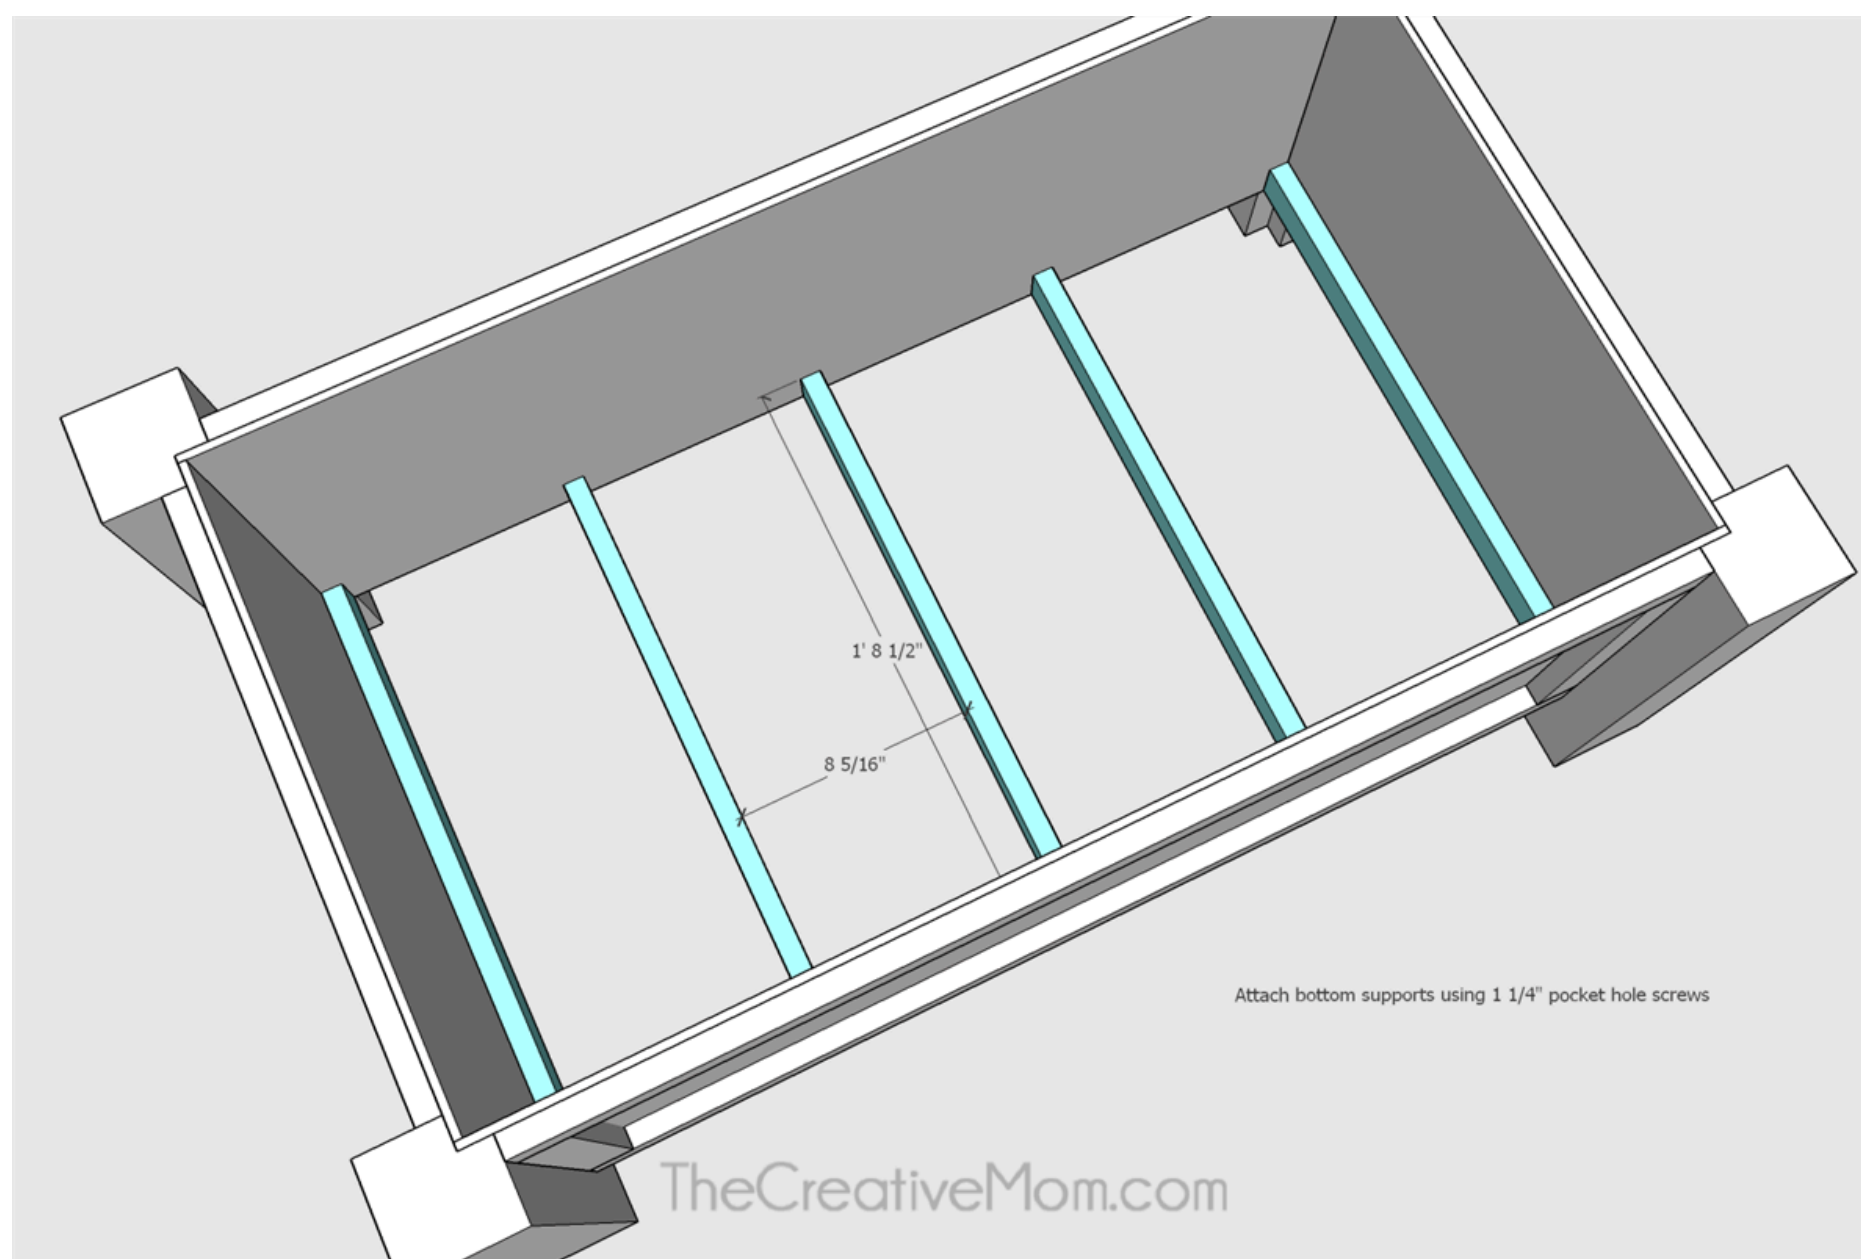 1' 8 1/2"
8 5/16"
Attach bottom supports using 1 1/4" pocket hole screws
TheCreativeMom.com